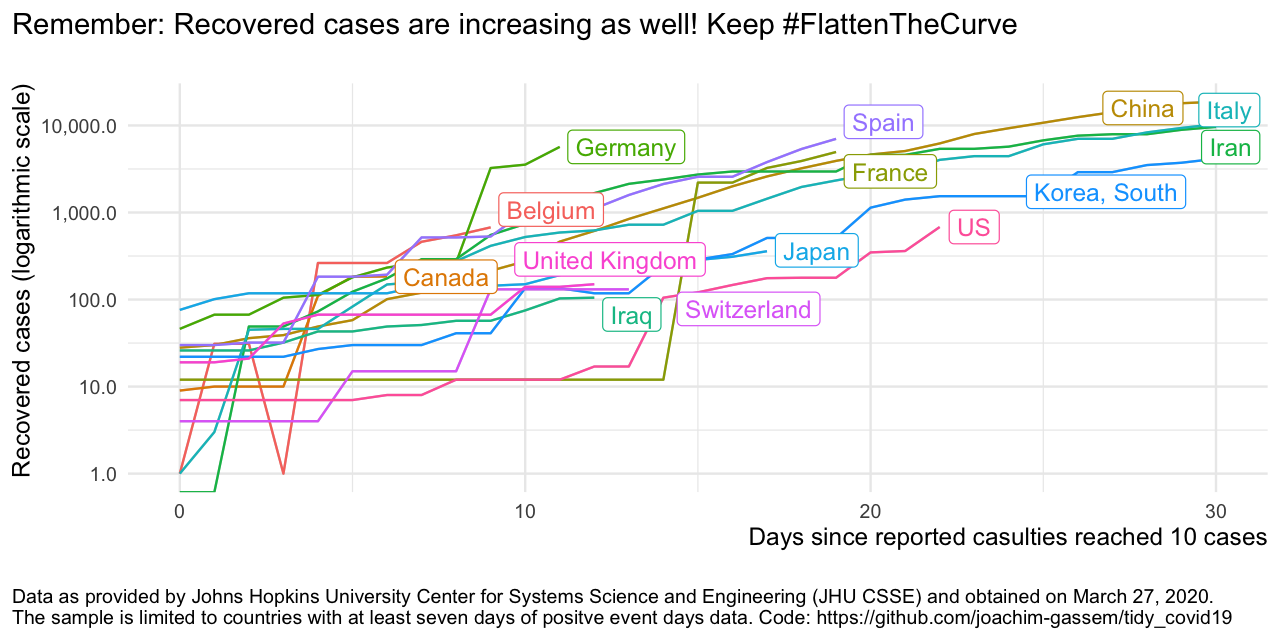 Remember: Recovered cases are increasing as well! Keep #FlattenTheCurve
Recovered cases (logarithmic scale)
10,000.0
1,000.0
100.0
10.0
1.0
China
Italy
Spain
Germany
Iran
France
Korea, South
Belgium
US
Japan
United Kingdom
Canada
Switzerland
Iraq
0
10
20
30
Days since reported casulties reached 10 cases
Data as provided by Johns Hopkins University Center for Systems Science and Engineering (JHU CSSE) and obtained on March 27, 2020.
The sample is limited to countries with at least seven days of positve event days data. Code: https://github.com/joachim-gassem/tidy_covid19